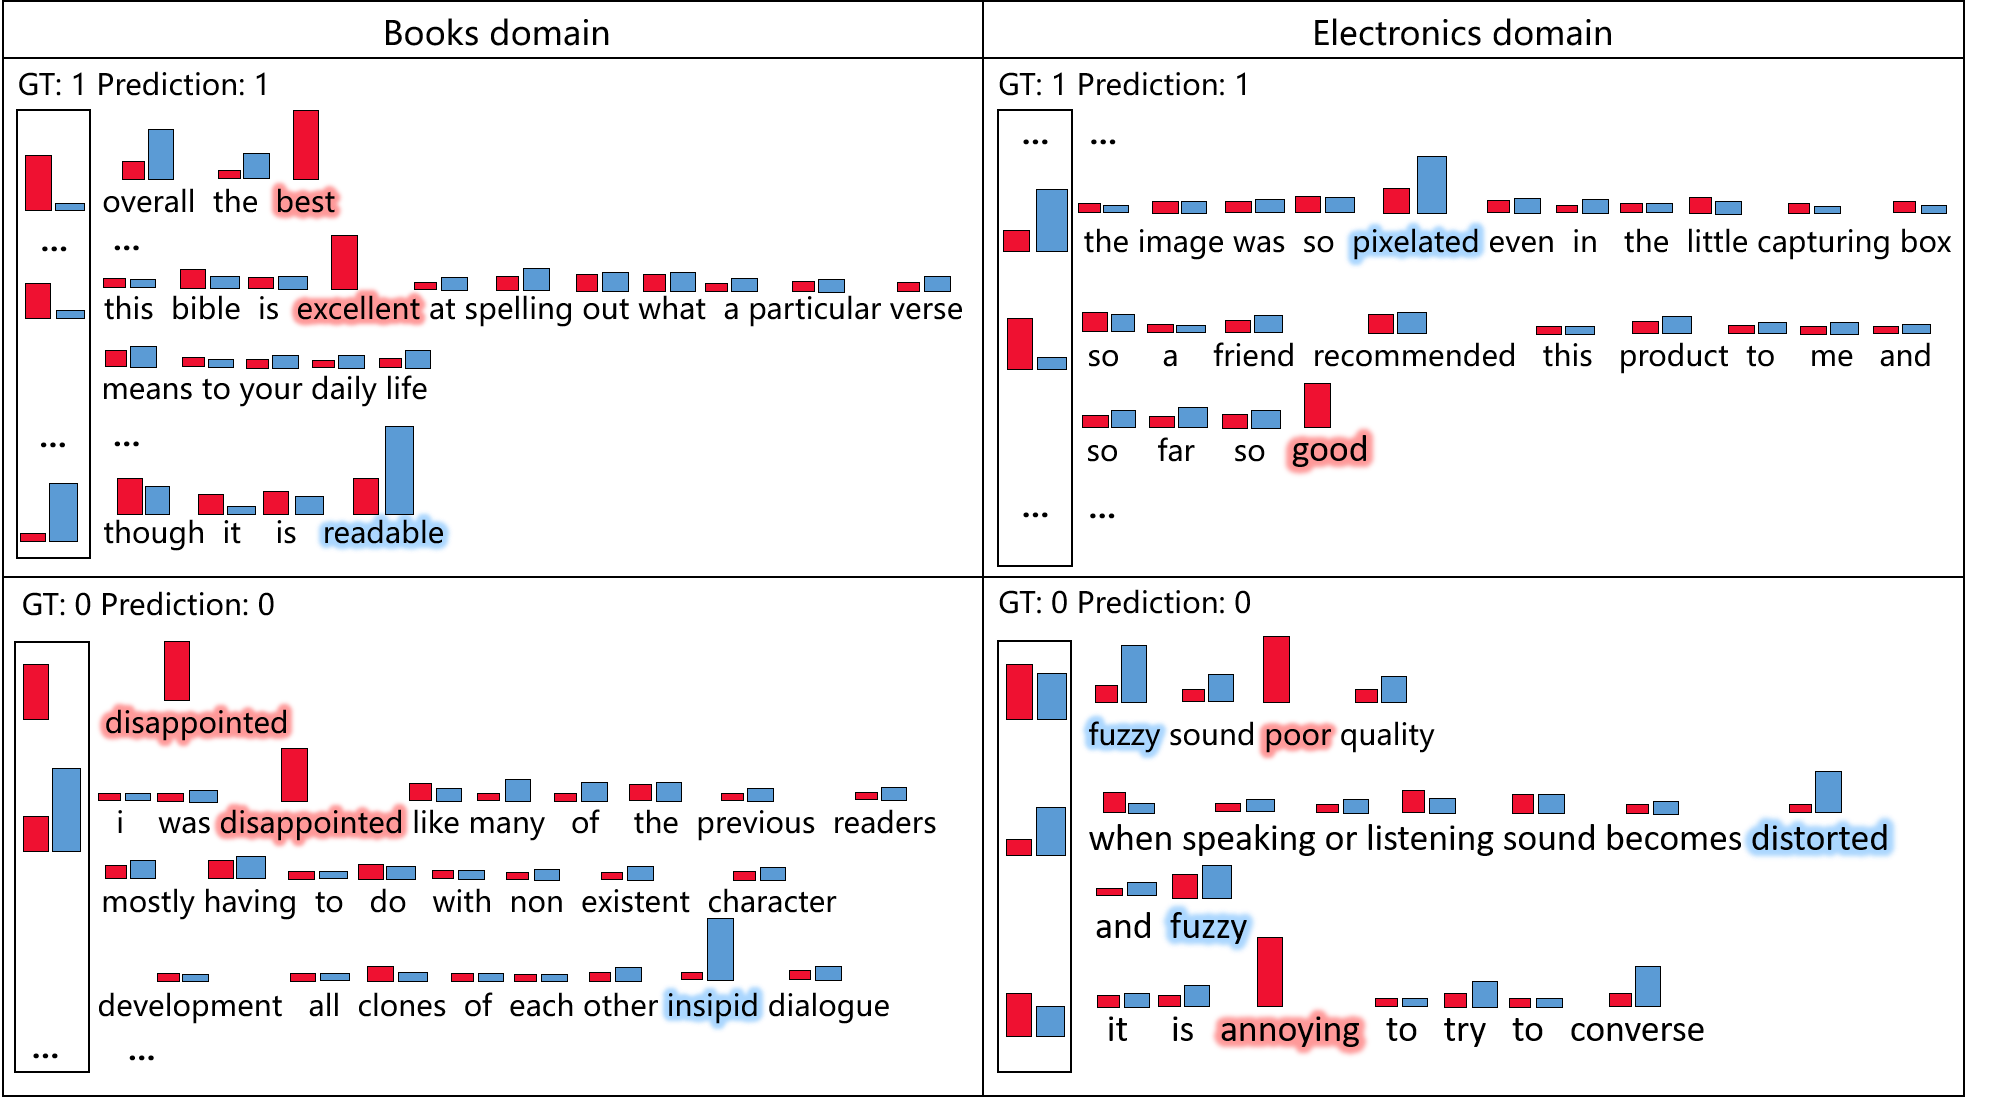 Books domain
Electronics domain
GT: 1 Prediction: 1
overall the best
... ...
this bible is excellent at spelling out what a particular verse
means to your daily life
... ...
though it is readable
GT: 1 Prediction: 1
... ...
the image was so pixelated even in the little capturing box
so a friend recommended this product to me and
so far so good
... ...
GT: 0 Prediction: 0
disappointed
i was disappointed like many of the previous readers
mostly having to do with non existent character
development all clones of each other insipid dialogue
... ...
GT: 0 Prediction: 0
fuzzy sound poor quality
when speaking or listening sound becomes distorted
and fuzzy
it is annoying to try to converse